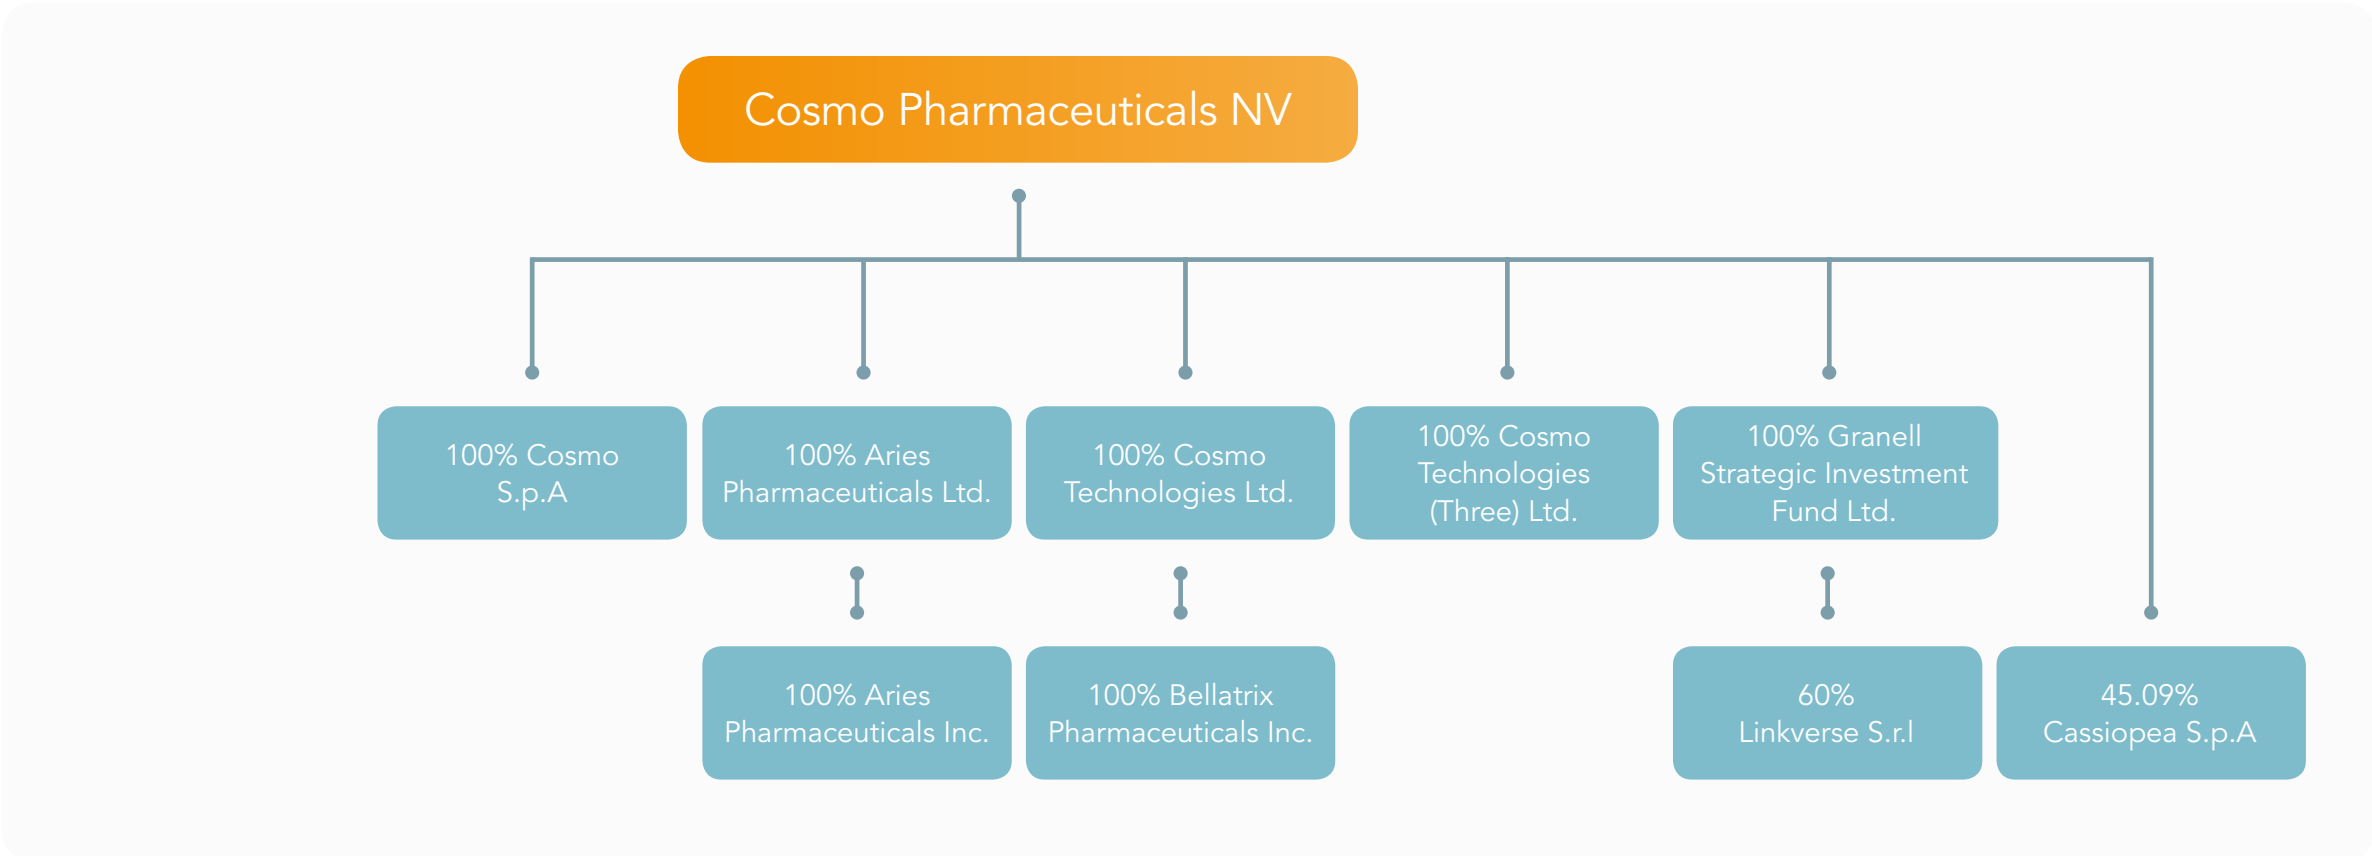 Cosmo Pharmaceuticals NV
100% Cosmo
S.p.A
100% Aries
Pharmaceuticals Ltd.
100% Cosmo
Technologies Ltd.
100% Cosmo
Technologies
(Three) Ltd.
100% Granell
Strategic Investment
Fund Ltd.
100% Aries
Pharmaceuticals Inc.
100% Bellatrix
Pharmaceuticals Inc.
60%
Linkverse S.r.l
45.09%
Cassiopea S.p.A